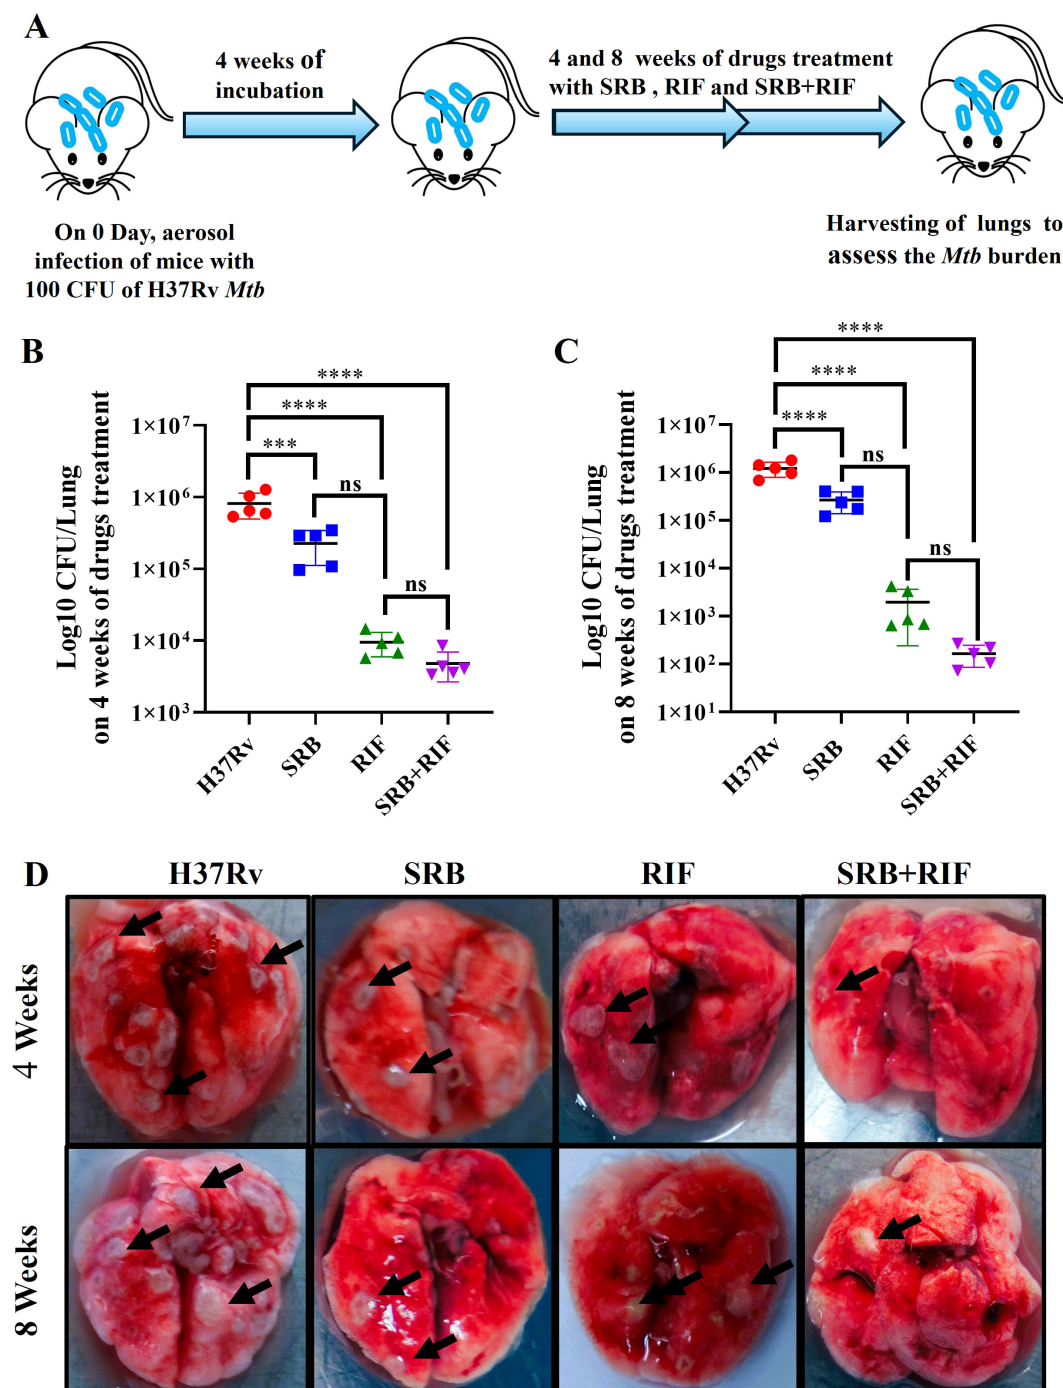 A
4 weeks of
incubation
4 and 8 weeks of drugs treatment
with SRB , RIF and SRB+RIF
On 0 Day, aerosol
infection of mice with
100 CFU of H37Rv Mtb
Harvesting of lungs to
assess the Mtb burden
B
Log10 CFU/Lung
on 4 weeks of drugs treatment
1×10⁷
1×10⁶
1×10⁵
1×10⁴
1×10³
****
****
***
ns
ns
H37Rv
SRB
RIF
SRB+RIF
C
Log10 CFU/Lung
on 8 weeks of drugs treatment
1×10⁷
1×10⁶
1×10⁵
1×10⁴
1×10³
1×10²
1×10¹
****
****
****
ns
ns
H37Rv
SRB
RIF
SRB+RIF
D
H37Rv SRB RIF SRB+RIF
4 Weeks
8 Weeks